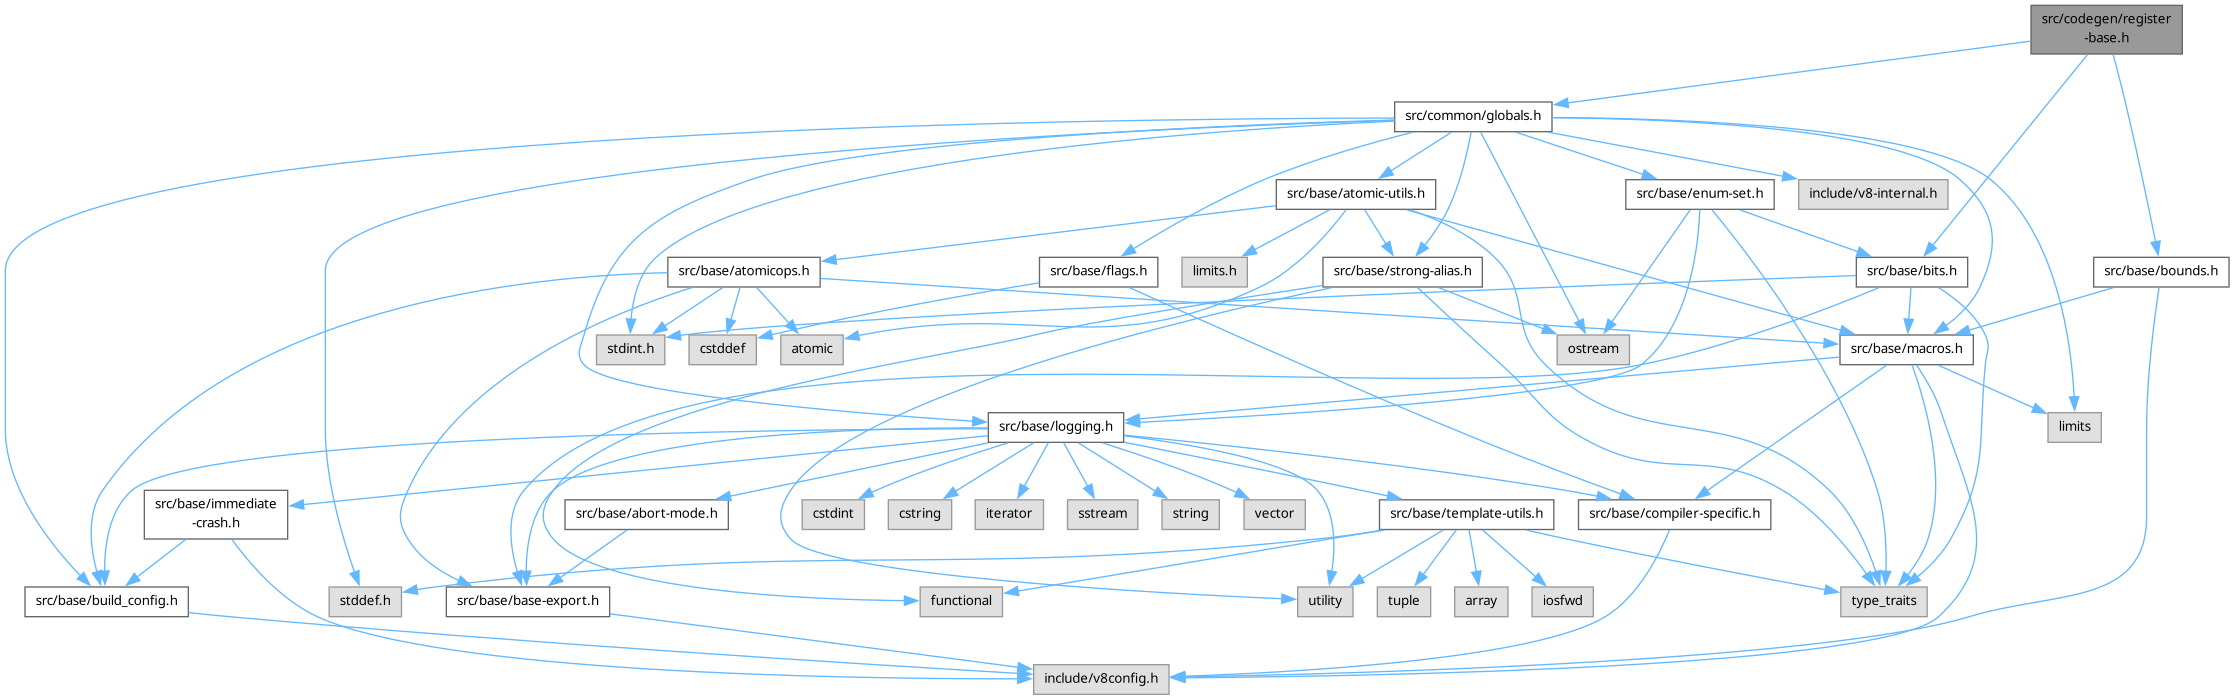 src/codegen/register
-base.h
src/common/globals.h
src/base/atomic-utils.h
src/base/enum-set.h
include/v8-internal.h
src/base/atomicops.h
src/base/flags.h
limits.h
src/base/strong-alias.h
src/base/bits.h
src/base/bounds.h
stdint.h
cstddef
atomic
ostream
src/base/macros.h
src/base/logging.h
limits
src/base/immediate
-crash.h
src/base/abort-mode.h
cstdint
cstring
iterator
sstream
string
vector
src/base/template-utils.h
src/base/compiler-specific.h
src/base/build_config.h
stddef.h
src/base/base-export.h
functional
utility
tuple
array
iosfwd
type_traits
include/v8config.h